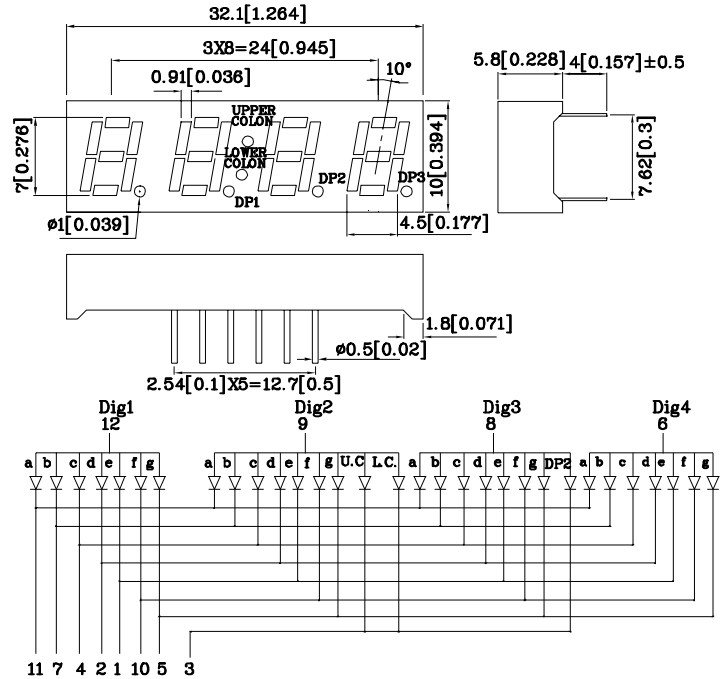 32.1[1.264]
3X8=24[0.945]
0.91[0.036]
10°
5.8[0.228]
4[0.157]±0.5
UPPER
COLON
LOWER
COLON
7[0.276]
10[0.394]
7.62[0.3]
DP1
DP2
DP3
ø1[0.039]
4.5[0.177]
1.8[0.071]
ø0.5[0.02]
2.54[0.1]X5=12.7[0.5]
Dig1
12
Dig2
9
Dig3
8
Dig4
6
a b c d e f g
a b c d e f g U.C L.C.
a b c d e f g DP2
a b c d e f g
11 7 4 2 1 10 5 3